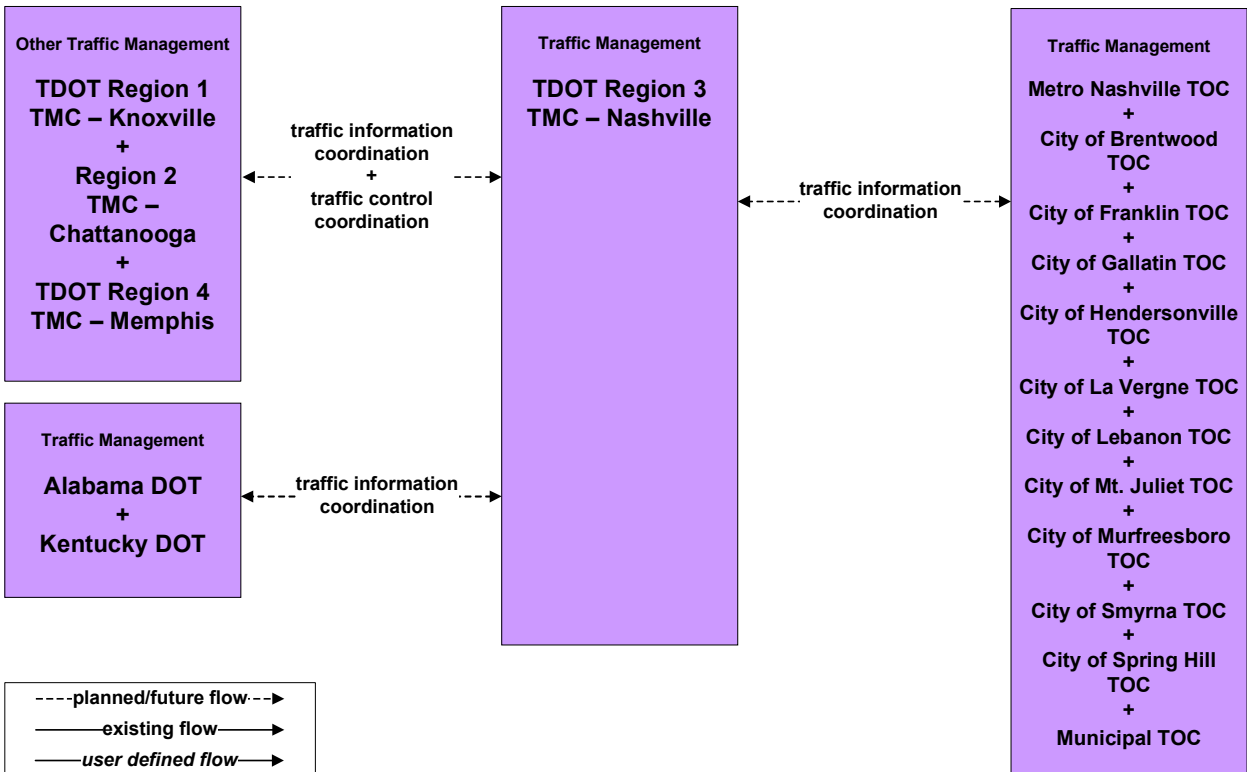 Other Traffic Management
TDOT Region 1
TMC – Knoxville
+
Region 2
TMC –
Chattanooga
+
TDOT Region 4
TMC – Memphis
traffic information
coordination
+
traffic control
coordination
Traffic Management
TDOT Region 3
TMC – Nashville
traffic information
coordination
Traffic Management
Metro Nashville TOC
+
City of Brentwood
TOC
+
City of Franklin TOC
+
City of Gallatin TOC
+
City of Hendersonville
TOC
+
City of La Vergne TOC
+
City of Lebanon TOC
+
City of Mt. Juliet TOC
+
City of Murfreesboro
TOC
+
City of Smyrna TOC
+
City of Spring Hill
TOC
+
Municipal TOC
Traffic Management
Alabama DOT
+
Kentucky DOT
traffic information
coordination
planned/future flow
existing flow
user defined flow